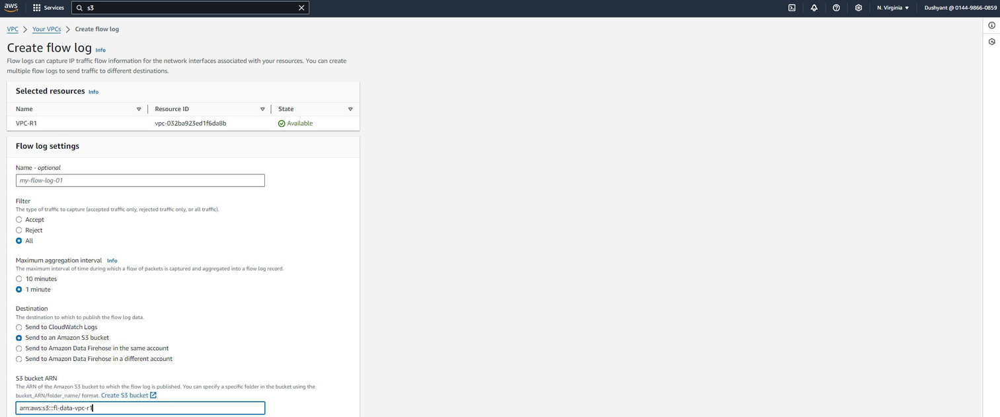 aws Services s3 N. Virginia Dushyant @ 0144-9866-0859
VPC Your VPCs Create flow log
Create flow log Info
Flow logs can capture IP traffic flow information for the network interfaces associated with your resources. You can create
multiple flow logs to send traffic to different destinations.
Selected resources Info
Name Resource ID State
VPC-R1 vpc-032ba923ed1f6da8b Available
Flow log settings
Name - optional
my-flow-log-01
Filter
The type of traffic to capture (accepted traffic only, rejected traffic only, or all traffic).
Accept
Reject
All
Maximum aggregation interval Info
The maximum interval of time during which a flow of packets is captured and aggregated into a flow log record.
10 minutes
1 minute
Destination
The destination to which to publish the flow log data.
Send to CloudWatch Logs
Send to an Amazon S3 bucket
Send to Amazon Data Firehose in the same account
Send to Amazon Data Firehose in a different account
S3 bucket ARN
The ARN of the Amazon S3 bucket to which the flow log is published. You can specify a specific folder in the bucket using the
bucket_ARN/folder_name/ format. Create S3 bucket
arn:aws:s3:::fl-data-vpc-r1